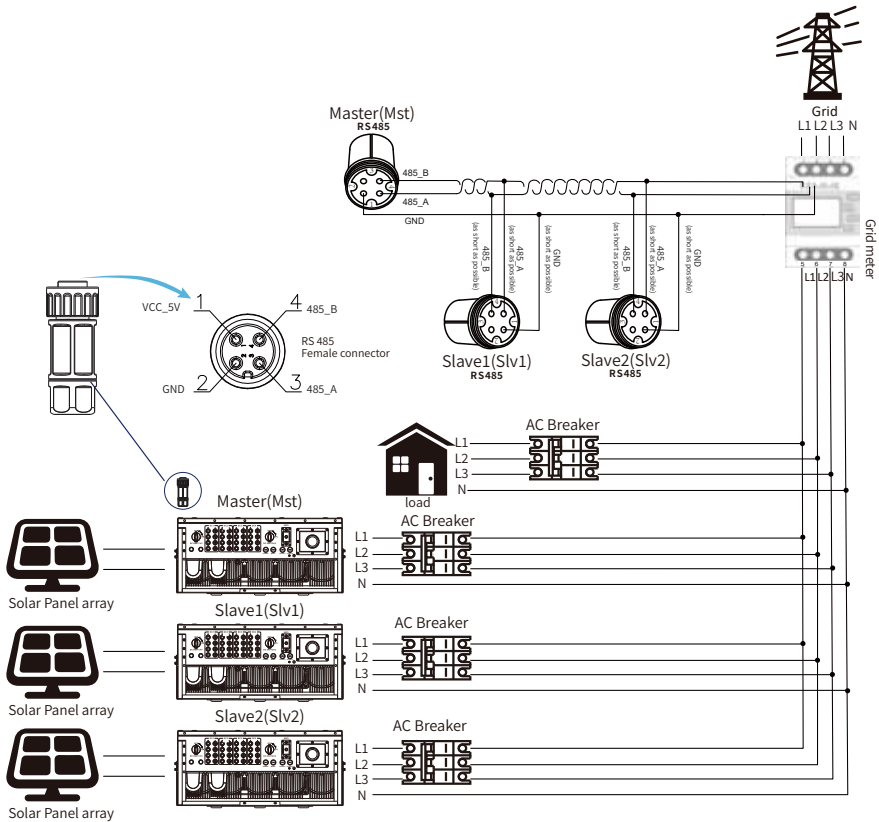 Grid
L1 L2 L3 N
Master(Mst)
RS485
485_B
485_A
GND
Grid meter
5 6 7 8
L1 L2 L3 N
485_B
(as short as possible)
485_A
(as short as possible)
GND
(as short as possible)
485_B
(as short as possible)
485_A
(as short as possible)
GND
(as short as possible)
Slave1(Slv1)
RS485
Slave2(Slv2)
RS485
VCC_5V
1
4
485_B
RS 485
Female connector
GND
2
3
485_A
AC Breaker
L1
L2
L3
N
load
Master(Mst)
AC Breaker
L1
L2
L3
N
Solar Panel array
Slave1(Slv1)
AC Breaker
L1
L2
L3
N
Solar Panel array
Slave2(Slv2)
AC Breaker
L1
L2
L3
N
Solar Panel array